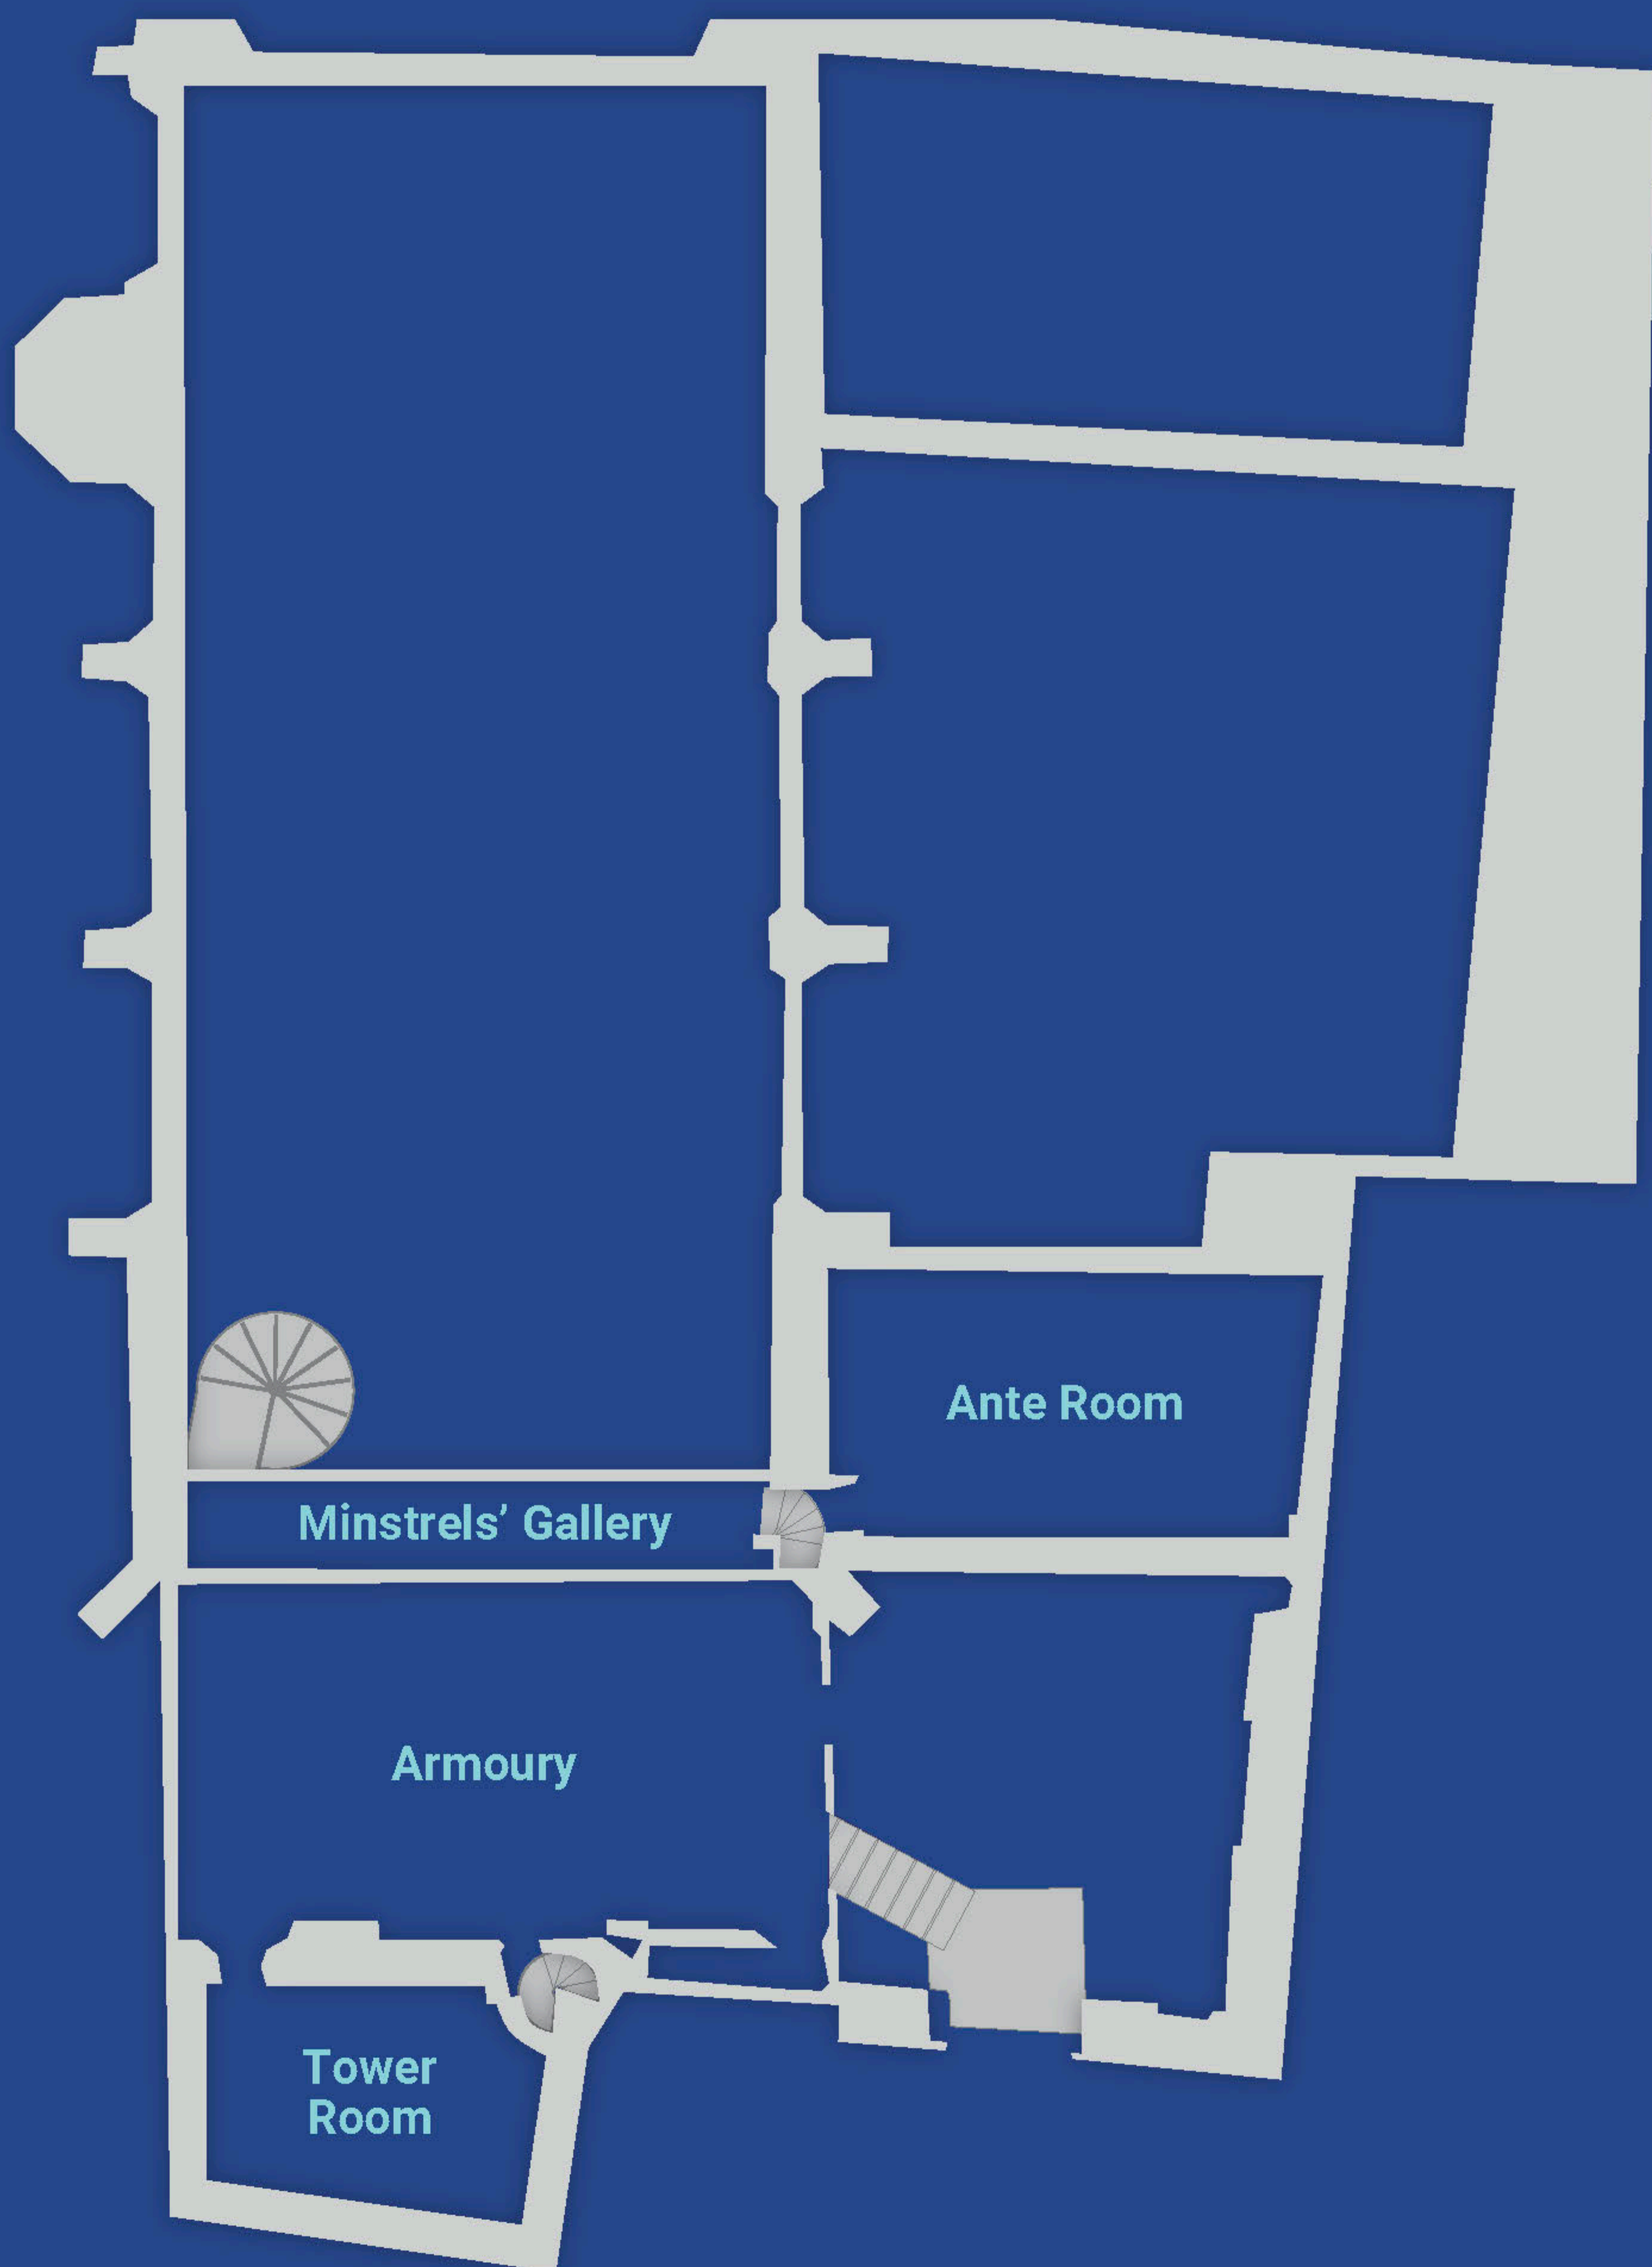 Ante Room
Minstrels’ Gallery
Armoury
Tower
Room